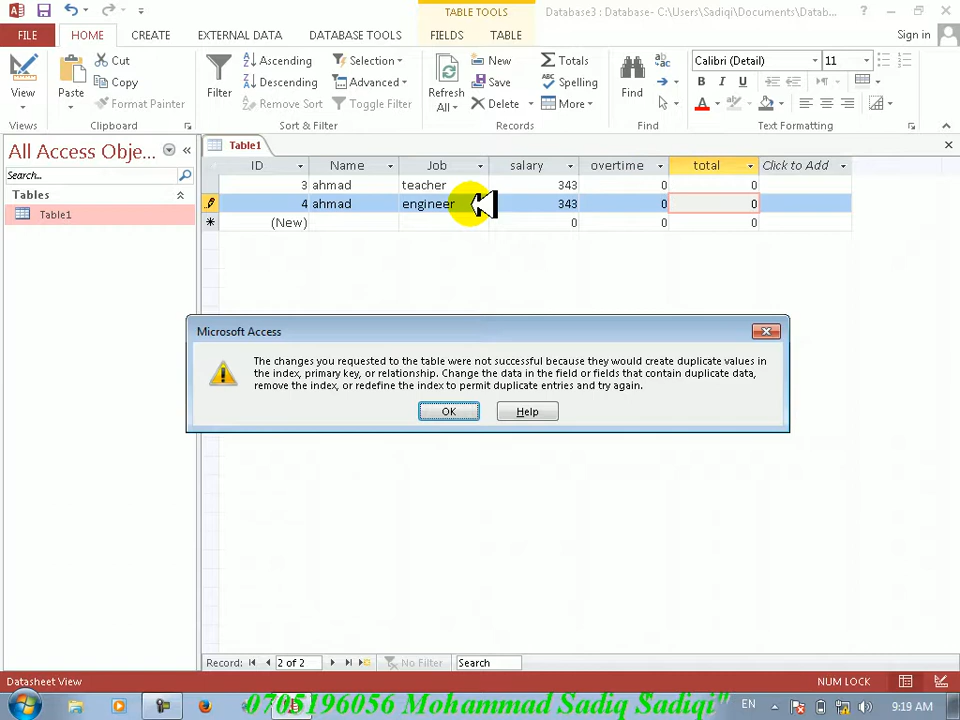 TABLE TOOLS
Database3 : Database- C:\Users\Sadiqi\Documents\Datab...
FILE HOME CREATE EXTERNAL DATA DATABASE TOOLS FIELDS TABLE Sign in
View
Views
Paste
Cut
Copy
Format Painter
Clipboard
Filter
Ascending
Descending
Remove Sort
Selection
Advanced
Toggle Filter
Sort & Filter
Refresh
All
New
Save
Delete
Totals
Spelling
More
Records
Find
Find
Calibri (Detail) 11
B I U
A
Text Formatting
All Access Obje...
Search...
Tables
Table1
Table1
ID Name Job salary overtime total Click to Add
3 ahmad teacher 343 0 0
4 ahmad engineer 343 0 0
(New) 0 0 0
Microsoft Access
The changes you requested to the table were not successful because they would create duplicate values in
the index, primary key, or relationship. Change the data in the field or fields that contain duplicate data,
remove the index, or redefine the index to permit duplicate entries and try again.
OK Help
Record: 2 of 2 No Filter Search
Datasheet View NUM LOCK
0705196056 Mohammad Sadiq Sadiqi"
EN 9:19 AM